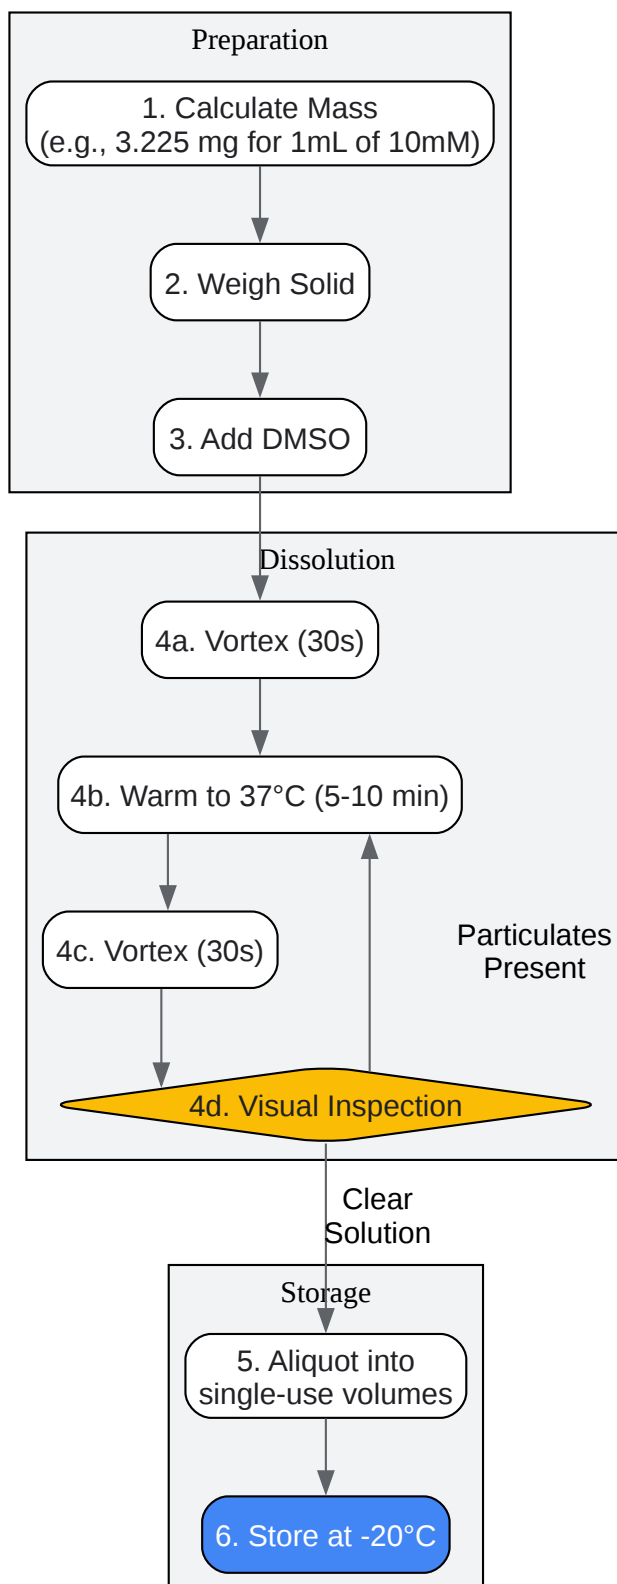 Preparation
1. Calculate Mass
(e.g., 3.225 mg for 1mL of 10mM)
2. Weigh Solid
3. Add DMSO
Dissolution
4a. Vortex (30s)
4b. Warm to 37°C (5-10 min)
4c. Vortex (30s)
Particulates
Present
4d. Visual Inspection
Clear
Solution
Storage
5. Aliquot into
single-use volumes
6. Store at -20°C